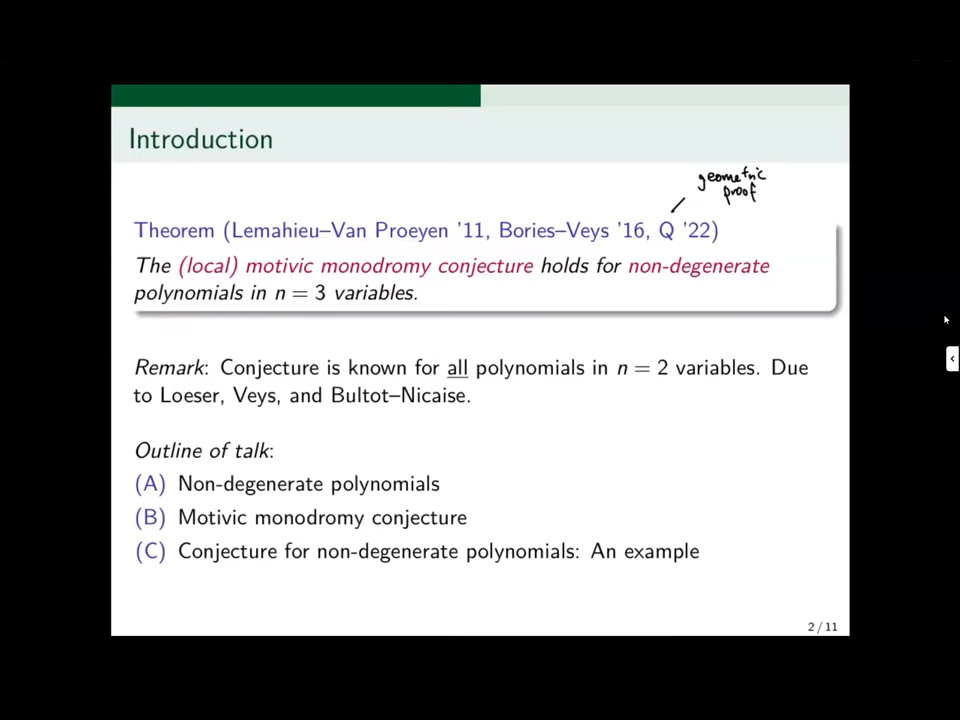 Introduction
geometric
proof
Theorem (Lemahieu–Van Proeyen '11, Bories–Veys '16, Q '22)
The (local) motivic monodromy conjecture holds for non-degenerate
polynomials in n = 3 variables.
Remark: Conjecture is known for all polynomials in n = 2 variables. Due
to Loeser, Veys, and Bultot–Nicaise.
Outline of talk:
(A) Non-degenerate polynomials
(B) Motivic monodromy conjecture
(C) Conjecture for non-degenerate polynomials: An example
2 / 11